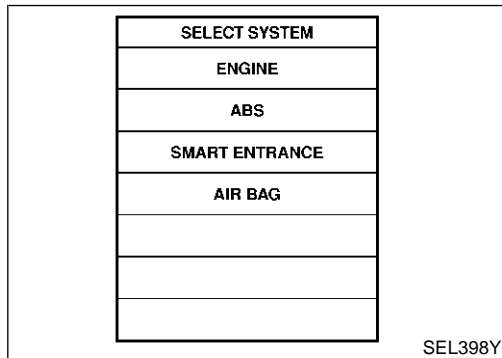 SELECT SYSTEM
ENGINE
ABS
SMART ENTRANCE
AIR BAG
SEL398Y